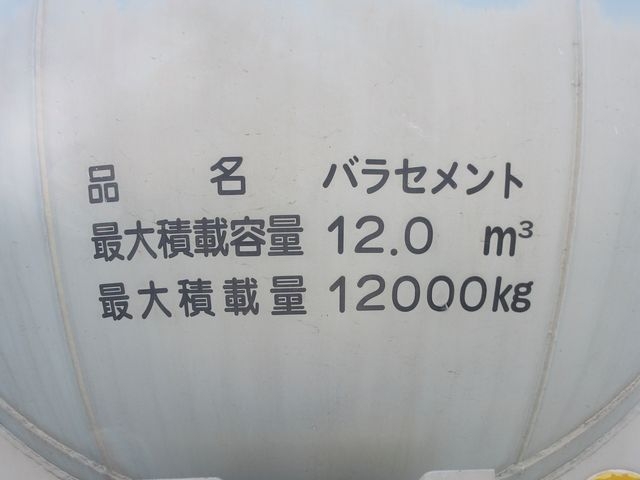 品名 バラセメント
最大積載容量 12.0 m³
最大積載量 12000kg